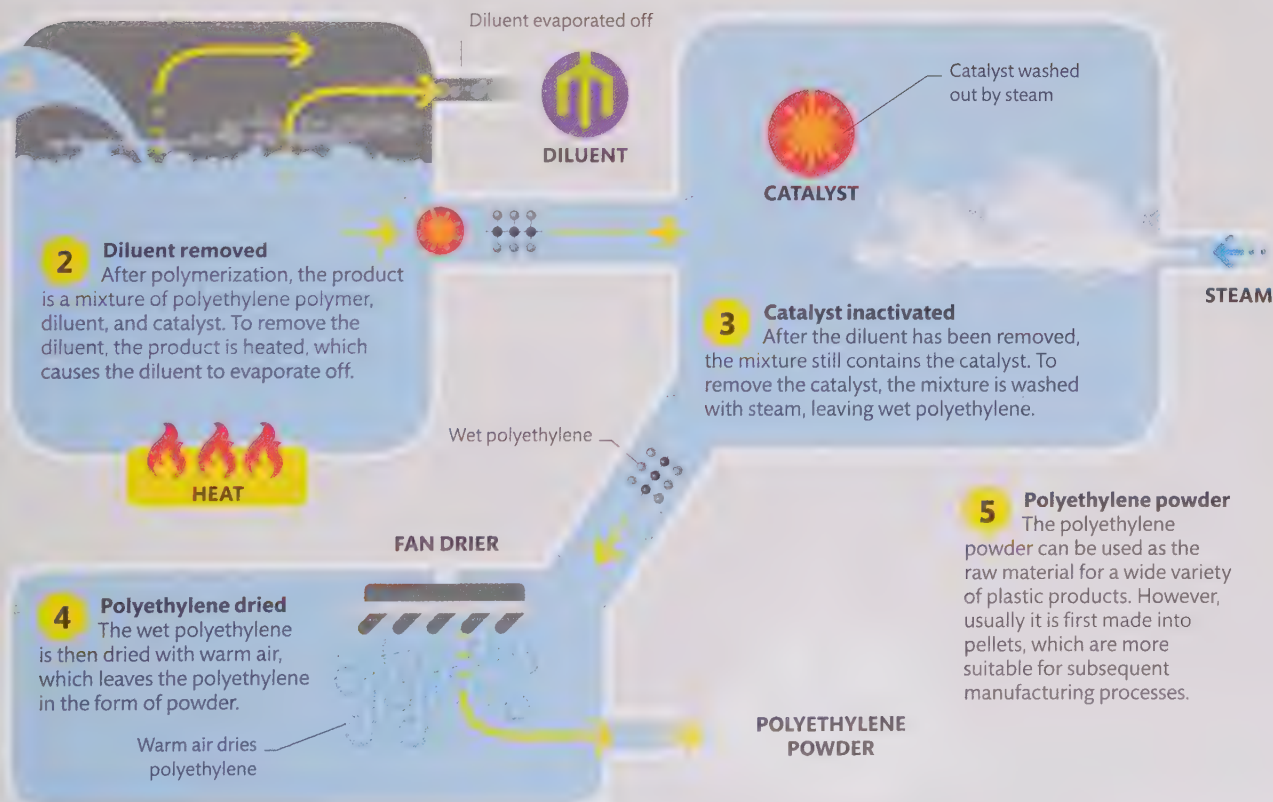 Diluent evaporated off
DILUENT
Catalyst washed
out by steam
CATALYST
2 Diluent removed
After polymerization, the product
is a mixture of polyethylene polymer,
diluent, and catalyst. To remove the
diluent, the product is heated, which
causes the diluent to evaporate off.
HEAT
STEAM
3 Catalyst inactivated
After the diluent has been removed,
the mixture still contains the catalyst. To
remove the catalyst, the mixture is washed
with steam, leaving wet polyethylene.
Wet polyethylene
FAN DRIER
4 Polyethylene dried
The wet polyethylene
is then dried with warm air,
which leaves the polyethylene
in the form of powder.
Warm air dries
polyethylene
POLYETHYLENE
POWDER
5 Polyethylene powder
The polyethylene
powder can be used as the
raw material for a wide variety
of plastic products. However,
usually it is first made into
pellets, which are more
suitable for subsequent
manufacturing processes.